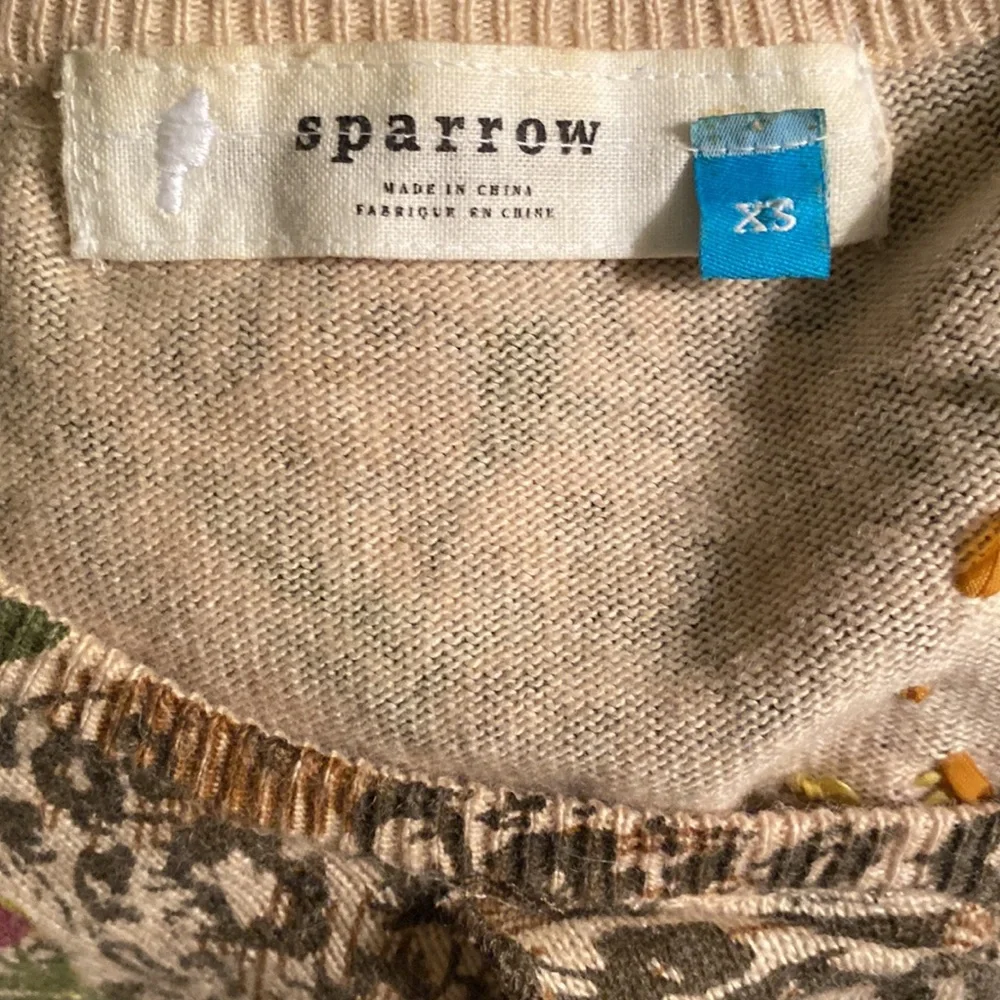 sparrow
MADE IN CHINA
FABRIQUE EN CHINE
XS